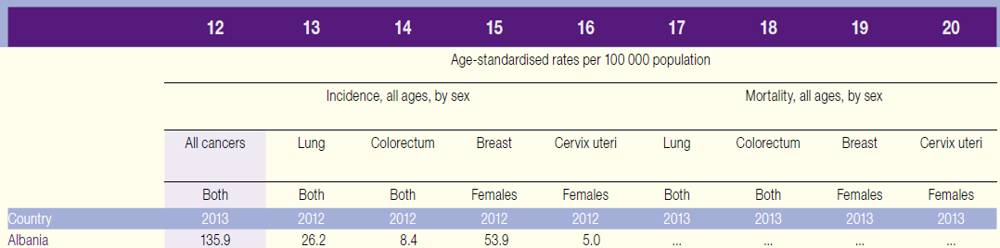 12 13 14 15 16 17 18 19 20
Age-standardised rates per 100 000 population
Incidence, all ages, by sex Mortality, all ages, by sex
All cancers Lung Colorectum Breast Cervix uteri Lung Colorectum Breast Cervix uteri
Both Both Both Females Females Both Both Females Females
Country 2013 2012 2012 2012 2012 2013 2013 2013 2013
Albania 135.9 26.2 8.4 53.9 5.0 ... ... ... ...